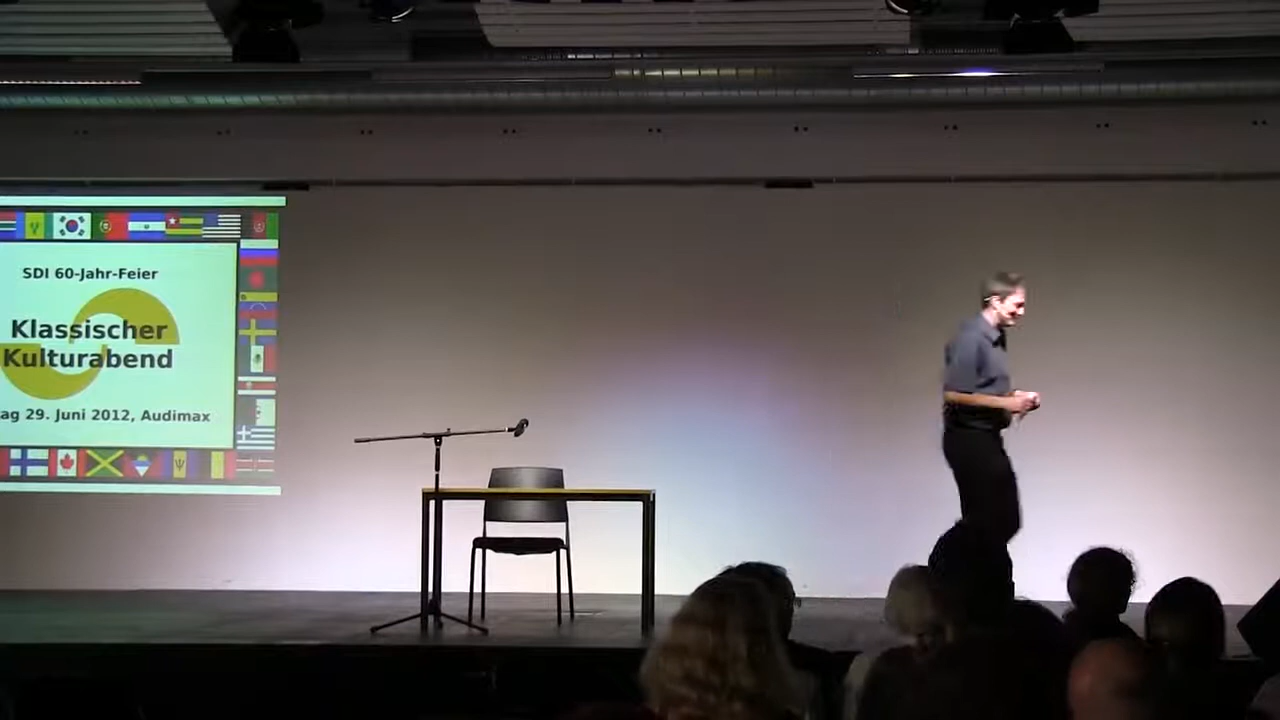 SDI 60-Jahr-Feier
Klassischer
Kulturabend
ag 29. Juni 2012, Audimax